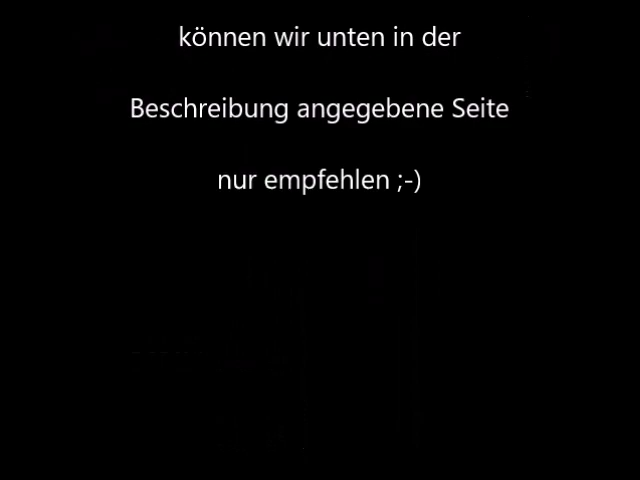 können wir unten in der
Beschreibung angegebene Seite
nur empfehlen ;-)